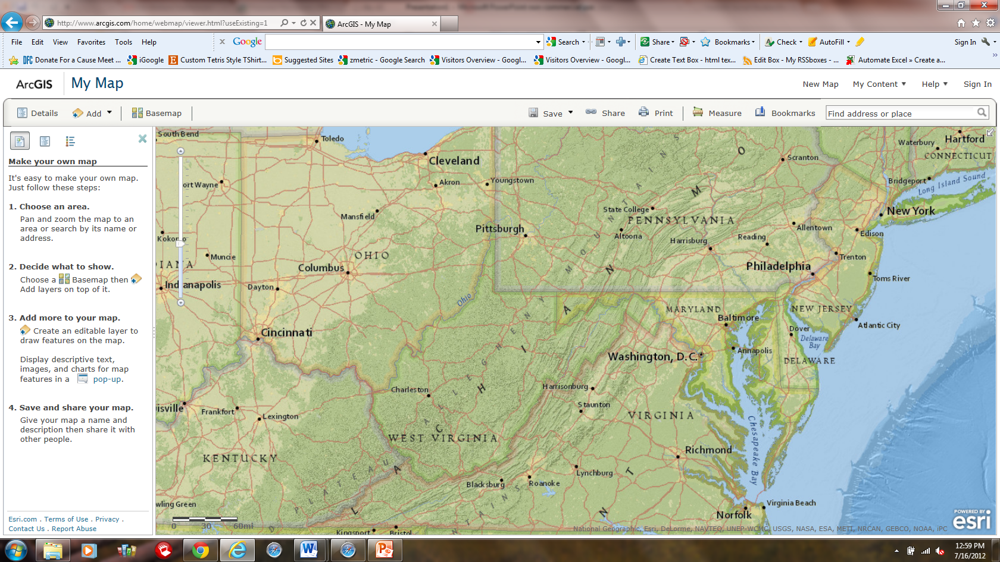 http://www.arcgis.com/home/webmap/viewer.html?useExisting=1
ArcGIS - My Map
File Edit View Favorites Tools Help
Google
Search Share Bookmarks Check AutoFill Sign In
Donate For a Cause Meet ... iGoogle Custom Tetris Style TShirt... Suggested Sites zmetric - Google Search Visitors Overview - Googl... Visitors Overview - Googl... Create Text Box - html tex... Edit Box - My RSSboxes - ... Automate Excel » Create a...
ArcGIS My Map New Map My Content Help Sign In
Details Add Basemap Save Share Print Measure Bookmarks Find address or place
Make your own map
It's easy to make your own map.
Just follow these steps:
1. Choose an area.
Pan and zoom the map to an
area or search by its name or
address.
2. Decide what to show.
Choose a Basemap then
Add layers on top of it.
3. Add more to your map.
Create an editable layer to
draw features on the map.
Display descriptive text,
images, and charts for map
features in a pop-up.
4. Save and share your map.
Give your map a name and
description then share it with
other people.
Esri.com . Terms of Use . Privacy .
Contact Us . Report Abuse
South Bend
Toledo
Cleveland
Scranton
Waterbury
Hartford
CONNECTICUT
ort Wayne
Akron
Youngstown
Bridgeport
Long Island Sound
Mansfield
State College
PENNSYLVANIA
New York
Kokomo
Pittsburgh
Altoona
Harrisburg
Reading
Allentown
Edison
Muncie
OHIO
DIANA
Columbus
Philadelphia
Trenton
Indianapolis
Dayton
Ohio
Toms River
MARYLAND
Baltimore
NEW JERSEY
Atlantic City
Cincinnati
Dover
Delaware
Bay
Annapolis
Washington, D.C.
DELAWARE
Charleston
Harrisonburg
Staunton
isville
Frankfort
Lexington
VIRGINIA
WEST VIRGINIA
KENTUCKY
Richmond
Chesapeake Bay
Blacksburg
Roanoke
Lynchburg
wling Green
Kingsport
Bristol
Norfolk
Virginia Beach
APPALACHIAN MOUNTAINS
ALLEGHENY
PLATEAU
0 30 60mi
National Geographic, Esri, DeLorme, NAVTEQ, UNEP-WCMC, USGS, NASA, ESA, METI, NRCAN, GEBCO, NOAA, iPC
POWERED BY
esri
12:59 PM
7/16/2012